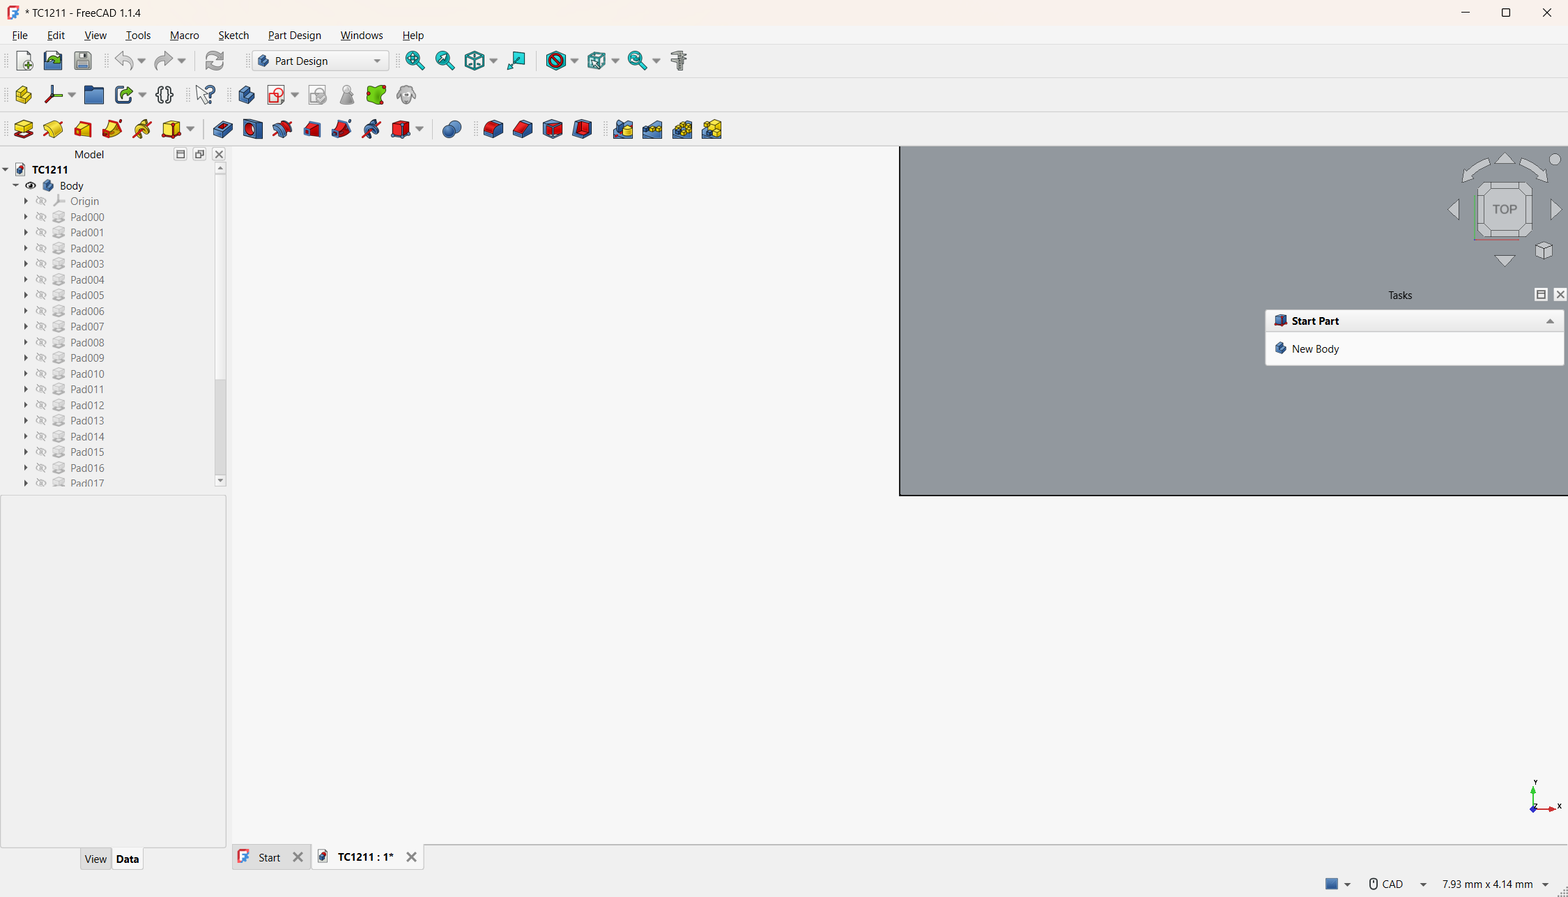 * TC1211 - FreeCAD 1.1.4
File Edit View Tools Macro Sketch Part Design Windows Help
Part Design
Model
TC1211
Body
Origin
Pad000
Pad001
Pad002
Pad003
Pad004
Pad005
Pad006
Pad007
Pad008
Pad009
Pad010
Pad011
Pad012
Pad013
Pad014
Pad015
Pad016
Pad017
TOP
Tasks
Start Part
New Body
Y
Z
X
View Data
Start TC1211 : 1*
CAD 7.93 mm x 4.14 mm